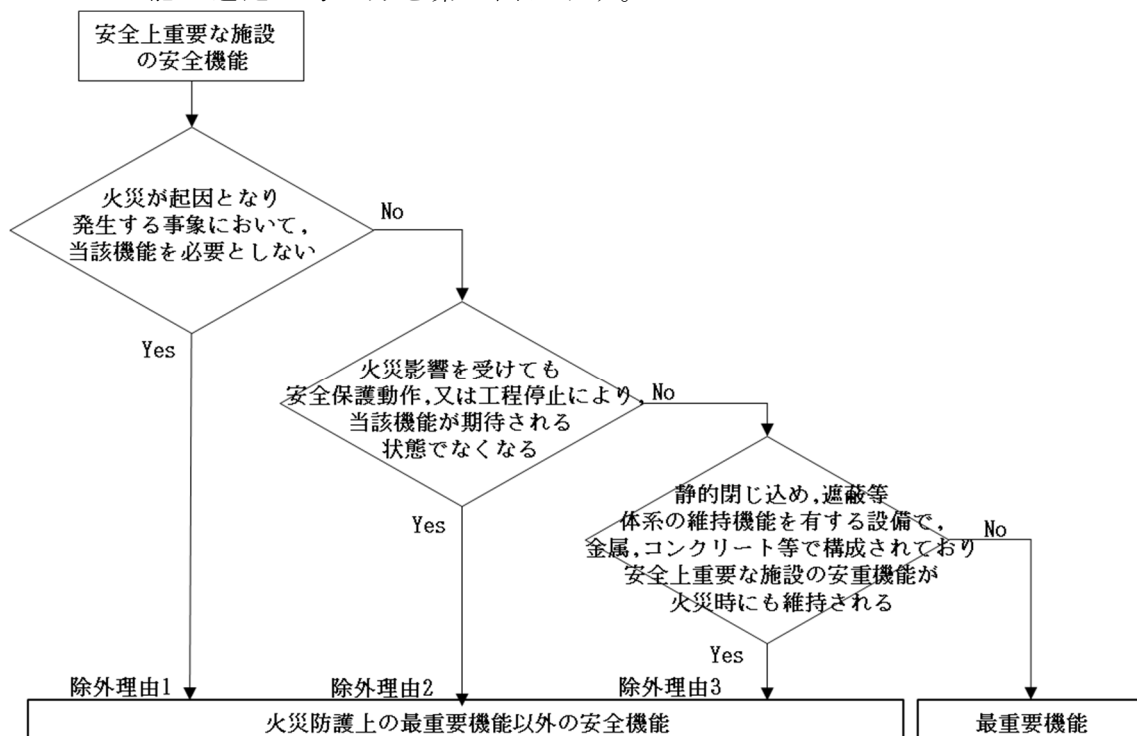 安全上重要な施設
の安全機能
火災が起因となり
発生する事象において,
当該機能を必要としない
No
Yes
火災影響を受けても
安全保護動作,又は工程停止により,
当該機能が期待される
状態でなくなる
No
Yes
静的閉じ込め,遮蔽等
体系の維持機能を有する設備で,
金属,コンクリート等で構成されており
安全上重要な施設の安重機能が
火災時にも維持される
No
Yes
除外理由1
除外理由2
除外理由3
火災防護上の最重要機能以外の安全機能
最重要機能